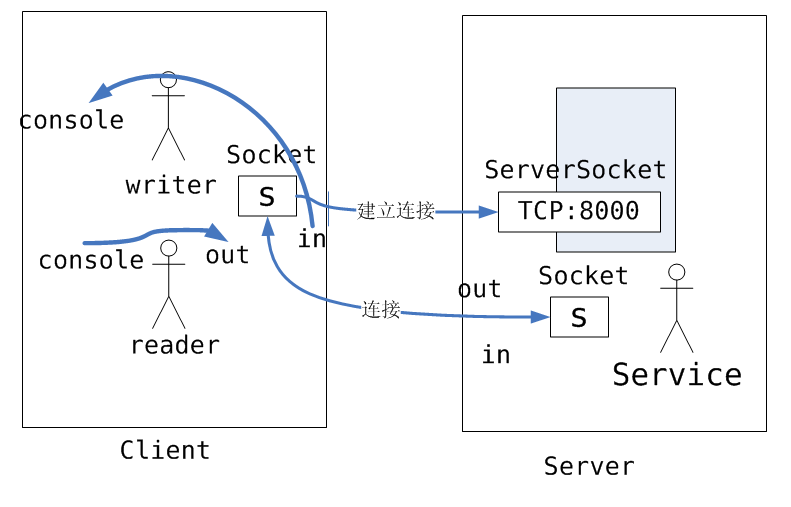 console
writer
Socket
S
in
console
out
reader
Client
建立连接
连接
ServerSocket
TCP:8000
out
Socket
S
in
Service
Server